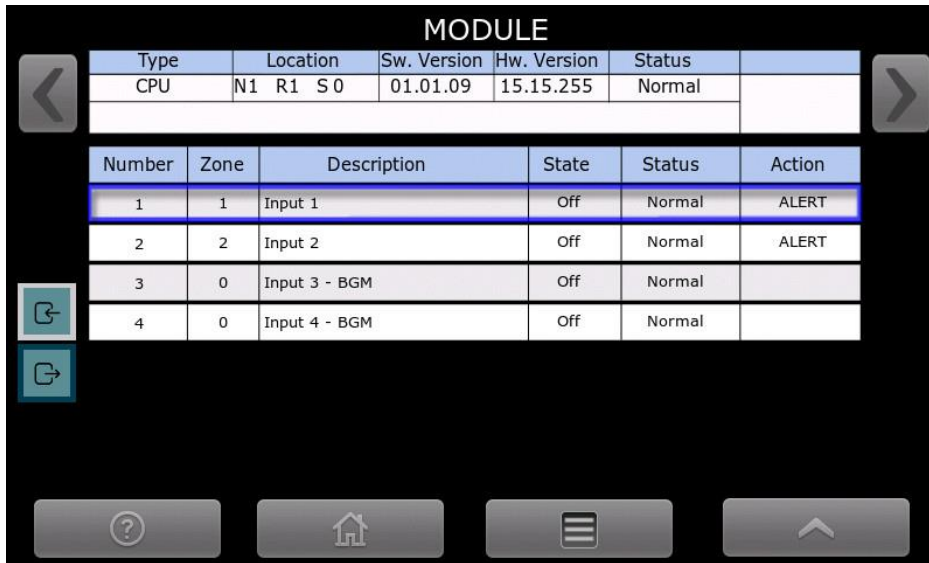 MODULE
Type Location Sw. Version Hw. Version Status
CPU N1 R1 S 0 01.01.09 15.15.255 Normal
Number Zone Description State Status Action
1 1 Input 1 Off Normal ALERT
2 2 Input 2 Off Normal ALERT
3 0 Input 3 - BGM Off Normal
4 0 Input 4 - BGM Off Normal
?